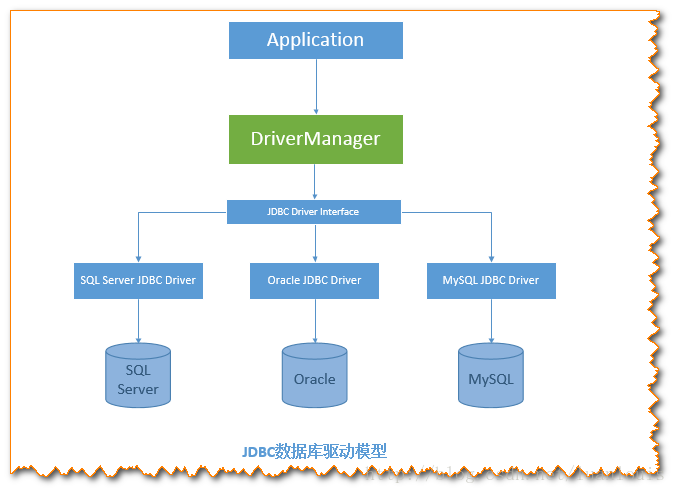 Application
DriverManager
JDBC Driver Interface
SQL Server JDBC Driver
Oracle JDBC Driver
MySQL JDBC Driver
SQL
Server
Oracle
MySQL
JDBC数据库驱动模型